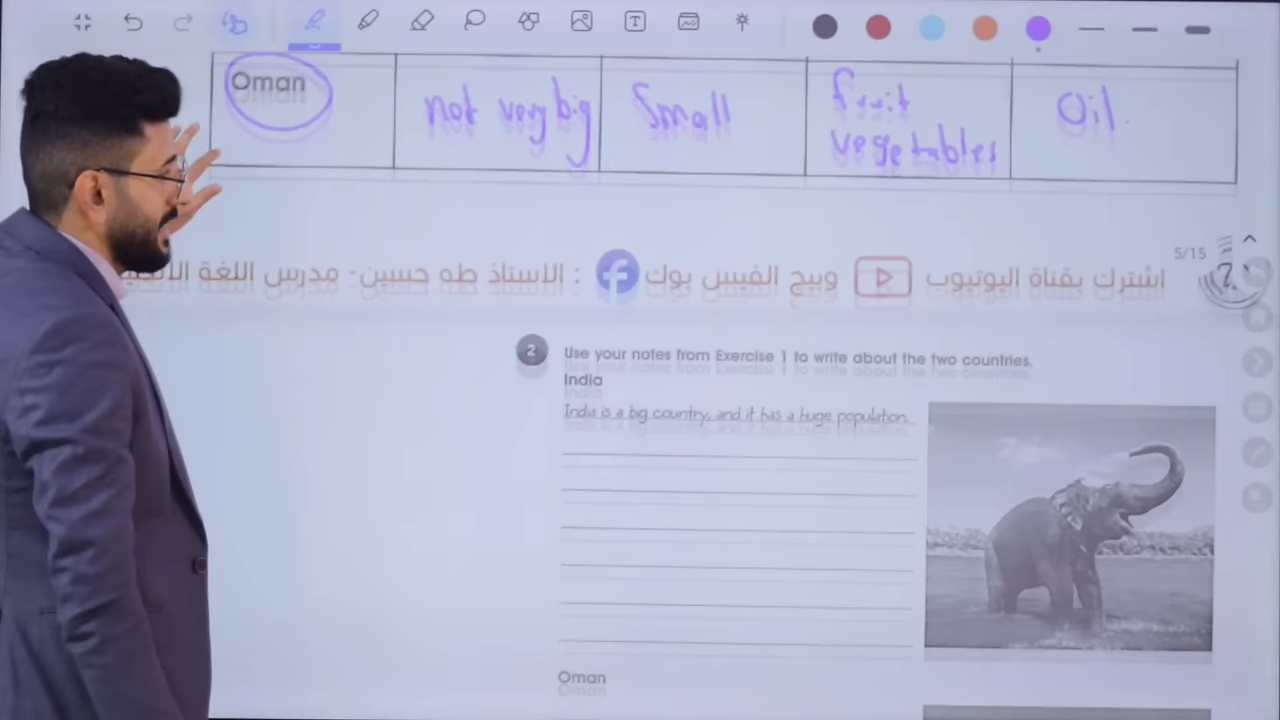 Oman
not very big
Small
fruit
vegetables
Oil.
5/15
اشترك بقناة اليوتيوب وبيج الفيس بوك : الاستاذ طه حسين- مدرس اللغة
2
Use your notes from Exercise 1 to write about the two countries.
India
India is a big country, and it has a huge population.
Oman